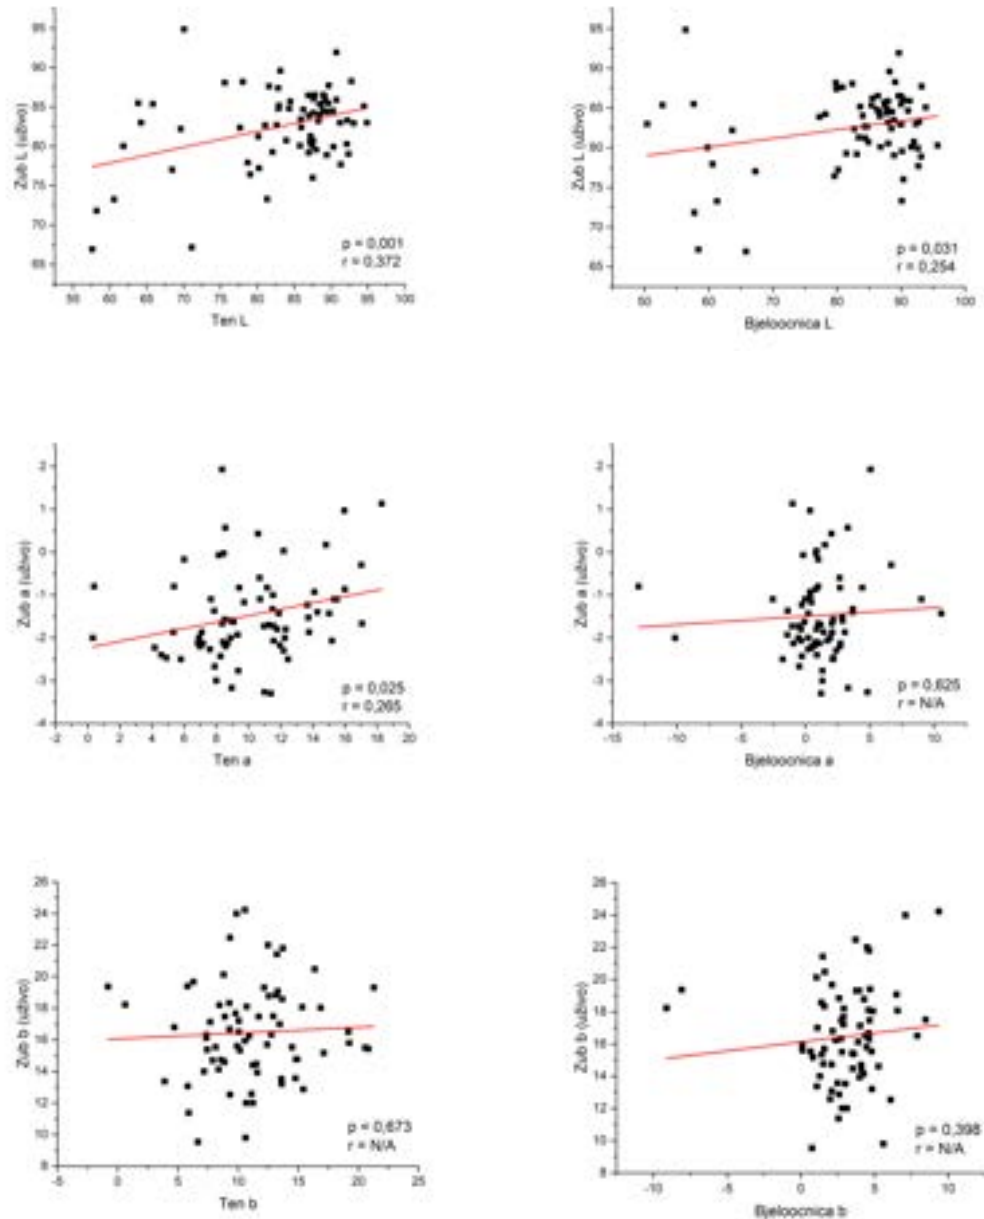 95
90
85
80
75
70
65
Zub L (uživo)
p = 0,001
r = 0,372
55 60 65 70 75 80 85 90 95 100
Ten L
95
90
85
80
75
70
65
Zub L (uživo)
p = 0,031
r = 0,254
50 60 70 80 90 100
Bjeloocnica L
2
1
0
-1
-2
-3
-4
Zub a (uživo)
p = 0,025
r = 0,265
-2 0 2 4 6 8 10 12 14 16 18 20
Ten a
2
1
0
-1
-2
-3
-4
Zub a (uživo)
p = 0,625
r = N/A
-15 -10 -5 0 5 10
Bjeloocnica a
26
24
22
20
18
16
14
12
10
8
Zub b (uživo)
p = 0,673
r = N/A
-5 0 5 10 15 20 25
Ten b
26
24
22
20
18
16
14
12
10
8
Zub b (uživo)
p = 0,398
r = N/A
-10 -5 0 5 10
Bjeloocnica b